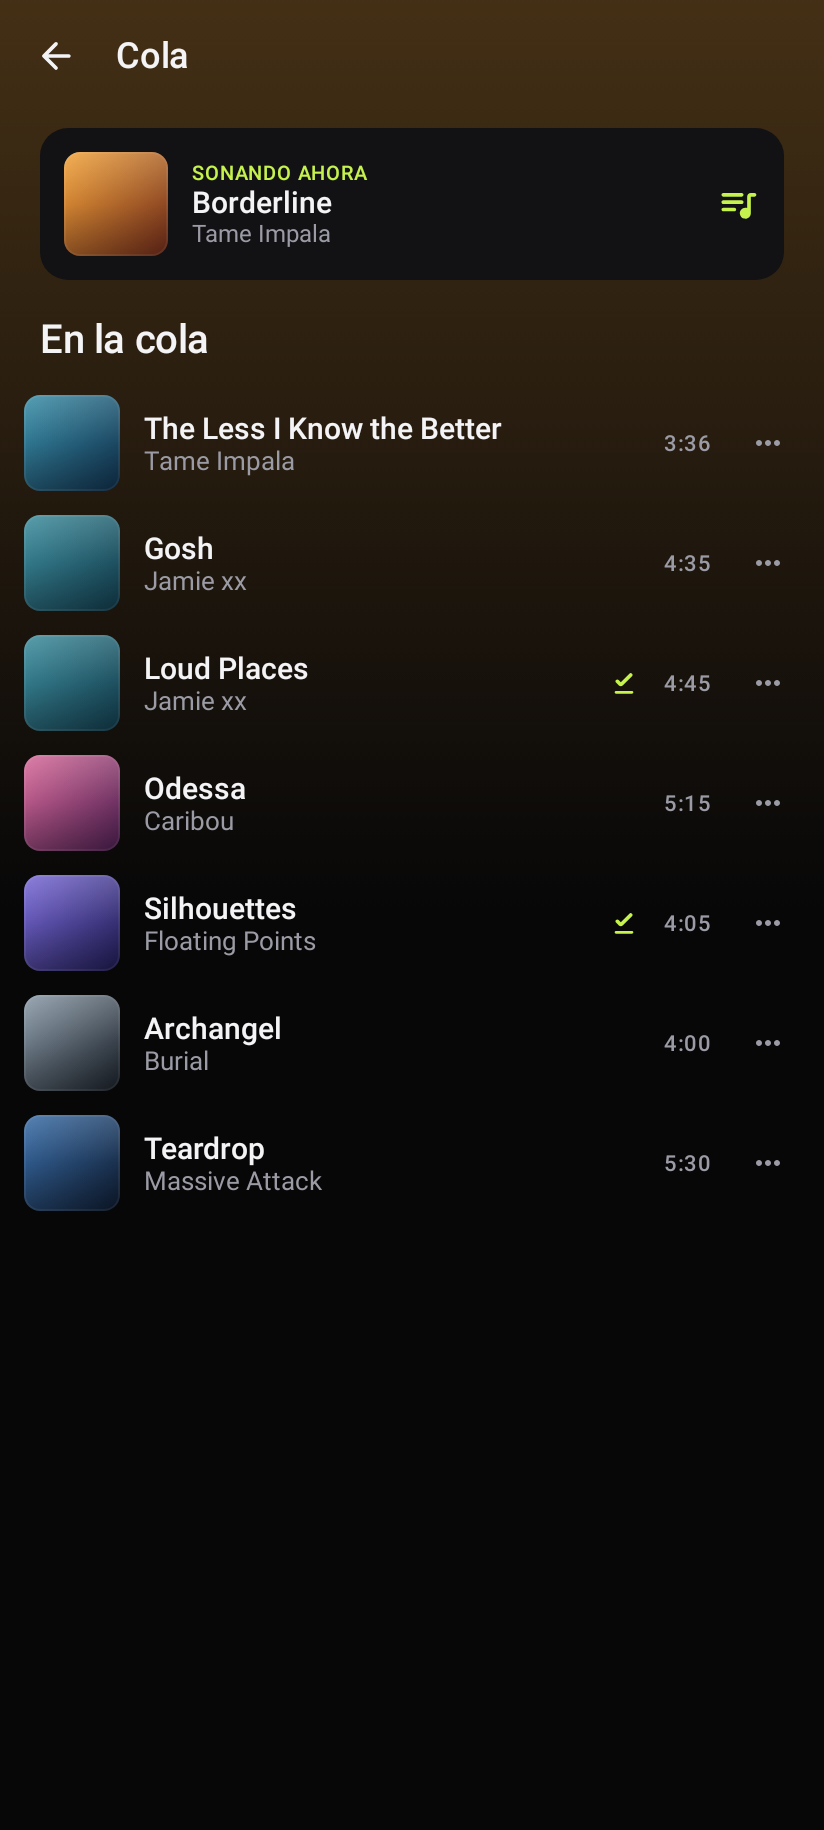 Cola
SONANDO AHORA
Borderline
Tame Impala
En la cola
The Less I Know the Better
Tame Impala
3:36
Gosh
Jamie xx
4:35
Loud Places
Jamie xx
4:45
Odessa
Caribou
5:15
Silhouettes
Floating Points
4:05
Archangel
Burial
4:00
Teardrop
Massive Attack
5:30